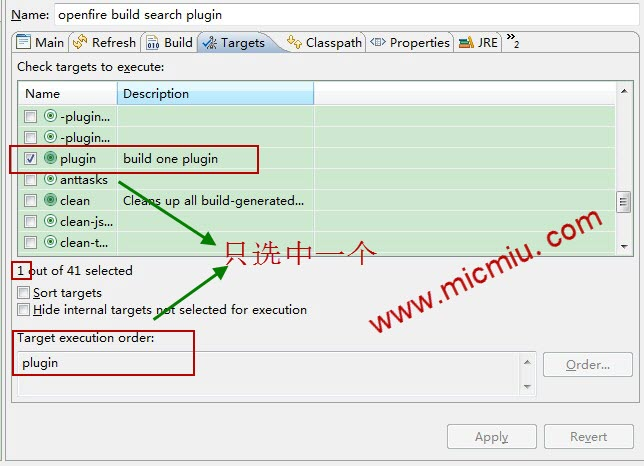 Name: openfire build search plugin
Main Refresh Build Targets Classpath Properties JRE »2
Check targets to execute:
Name Description
-plugin...
-plugin...
plugin build one plugin
anttasks
clean Cleans up all build-generated...
clean-js...
clean-t...
只选中一个
www.micmiu.com
1 out of 41 selected
Sort targets
Hide internal targets not selected for execution
Target execution order:
plugin
Order...
Apply Revert